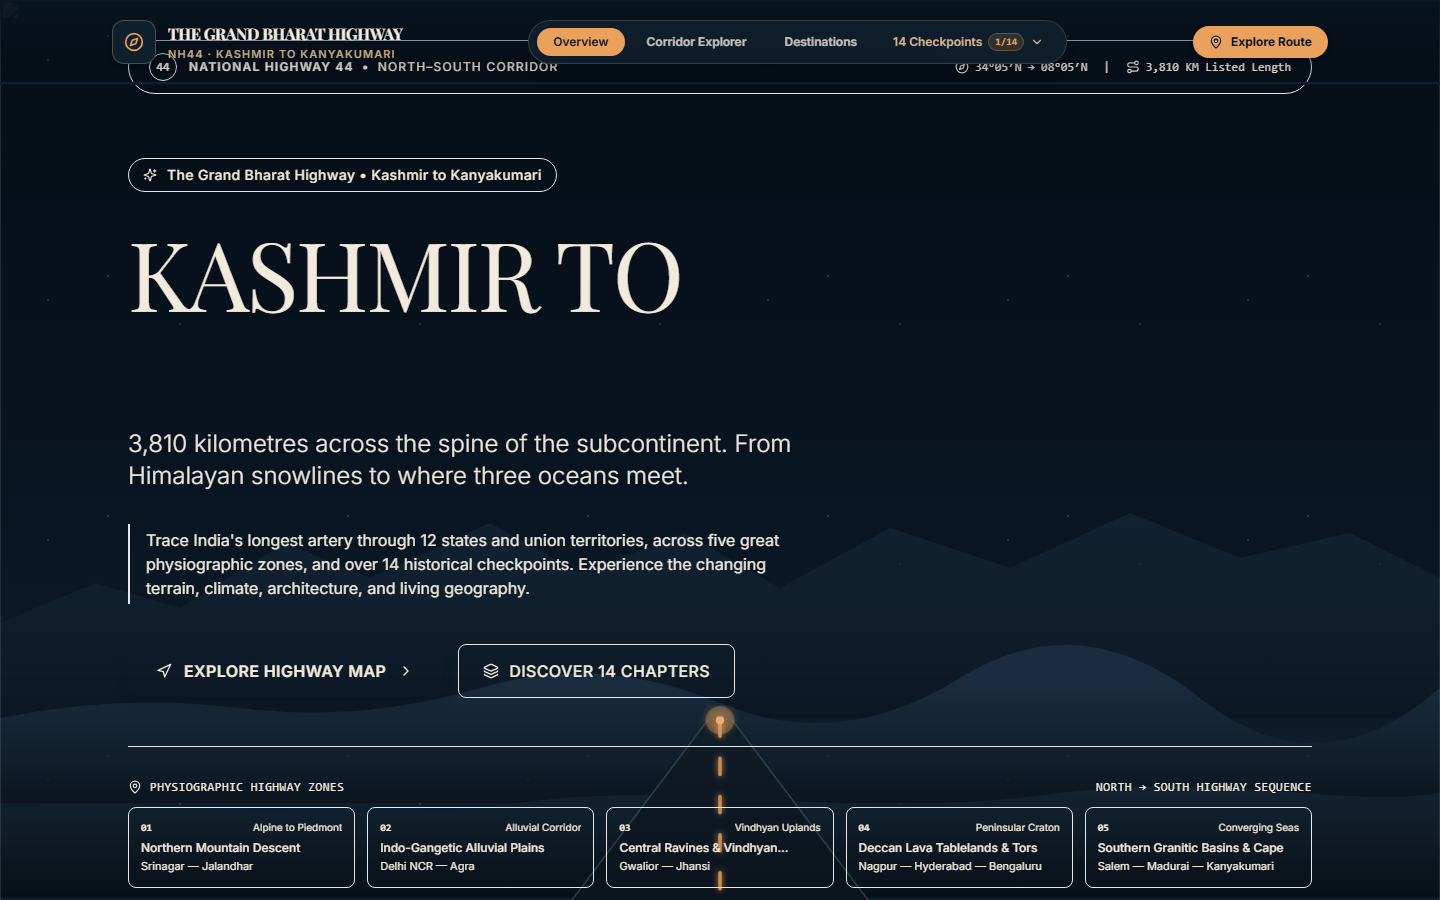 THE GRAND BHARAT HIGHWAY
NH44 · KASHMIR TO KANYAKUMARI
Overview
Corridor Explorer
Destinations
14 Checkpoints 1/14
Explore Route
44 NATIONAL HIGHWAY 44 • NORTH–SOUTH CORRIDOR
34°05′N → 08°05′N | 3,810 KM Listed Length
The Grand Bharat Highway • Kashmir to Kanyakumari
KASHMIR TO
3,810 kilometres across the spine of the subcontinent. From
Himalayan snowlines to where three oceans meet.
Trace India's longest artery through 12 states and union territories, across five great
physiographic zones, and over 14 historical checkpoints. Experience the changing
terrain, climate, architecture, and living geography.
EXPLORE HIGHWAY MAP
DISCOVER 14 CHAPTERS
PHYSIOGRAPHIC HIGHWAY ZONES
NORTH → SOUTH HIGHWAY SEQUENCE
01 Alpine to Piedmont
Northern Mountain Descent
Srinagar — Jalandhar
02 Alluvial Corridor
Indo-Gangetic Alluvial Plains
Delhi NCR — Agra
03 Vindhyan Uplands
Central Ravines & Vindhyan...
Gwalior — Jhansi
04 Peninsular Craton
Deccan Lava Tablelands & Tors
Nagpur — Hyderabad — Bengaluru
05 Converging Seas
Southern Granitic Basins & Cape
Salem — Madurai — Kanyakumari